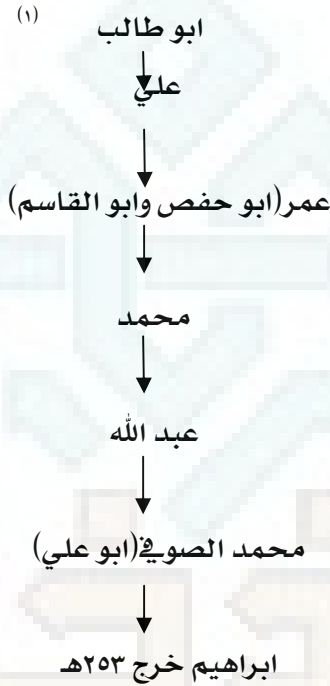 (١)
ابو طالب
علي
عمر(ابو حفص وابو القاسم)
محمد
عبد الله
محمد الصوفي(ابو علي)
ابراهيم خرج ٢٥٣هـ